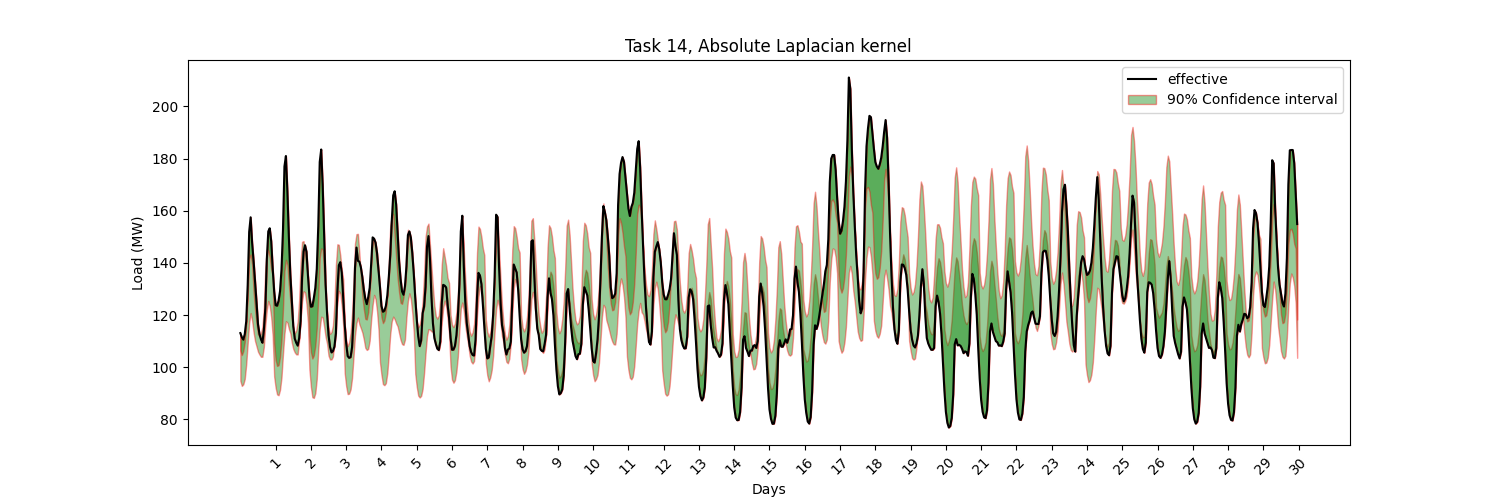 Task 14, Absolute Laplacian kernel
effective
90% Confidence interval
Load (MW)
200
180
160
140
120
100
80
1 2 3 4 5 6 7 8 9 10 11 12 13 14 15 16 17 18 19 20 21 22 23 24 25 26 27 28 29 30
Days